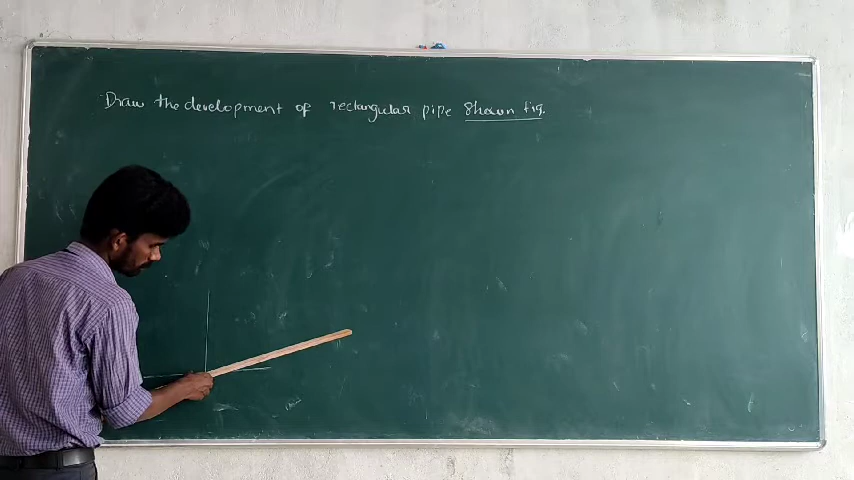 Draw the development of rectangular pipe shown fig.